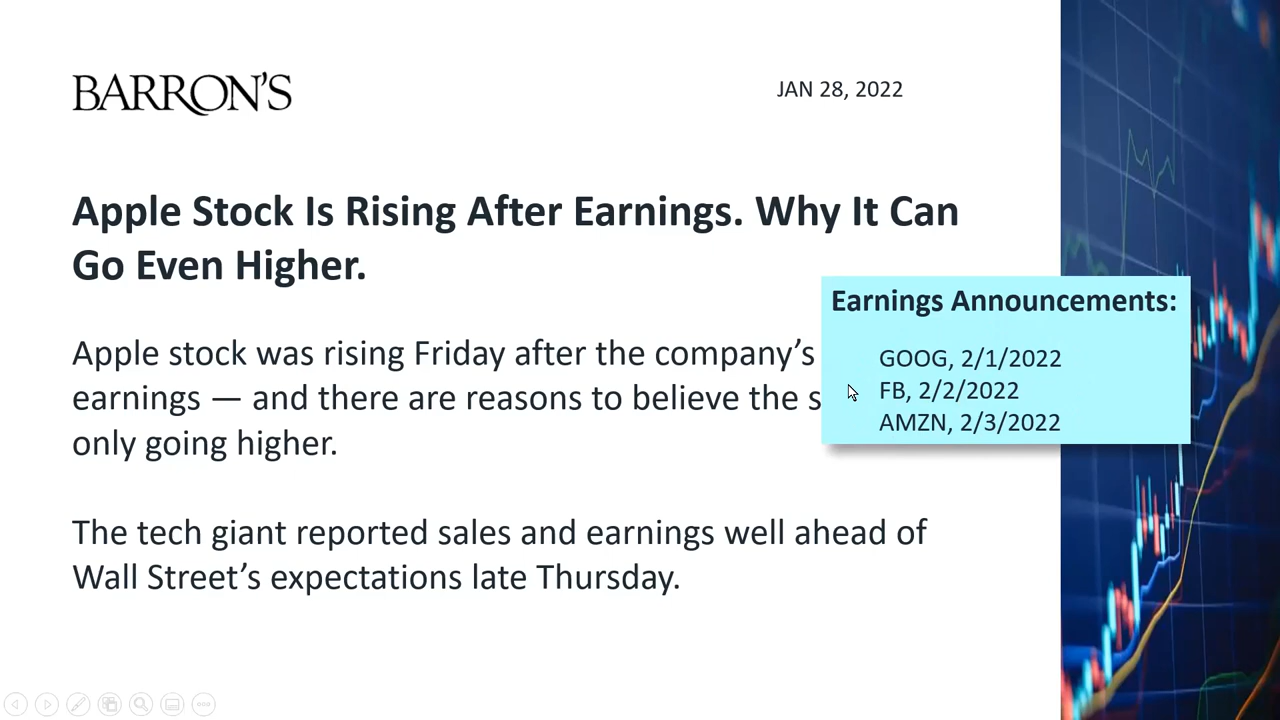 BARRON'S
JAN 28, 2022
Apple Stock Is Rising After Earnings. Why It Can
Go Even Higher.
Apple stock was rising Friday after the company’s
earnings — and there are reasons to believe the
only going higher.
The tech giant reported sales and earnings well ahead of
Wall Street’s expectations late Thursday.
Earnings Announcements:
GOOG, 2/1/2022
FB, 2/2/2022
AMZN, 2/3/2022